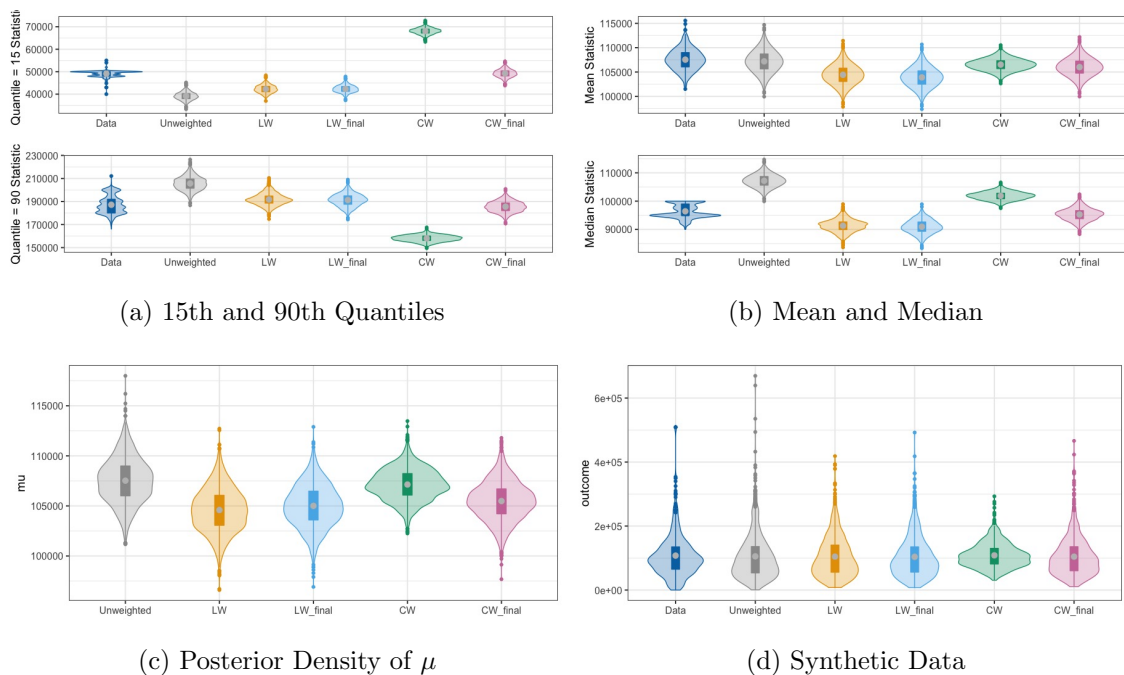 Quantile = 15 Statistic
70000
60000
50000
40000
Data Unweighted LW LW_final CW CW_final
Quantile = 90 Statistic
230000
210000
190000
170000
150000
Data Unweighted LW LW_final CW CW_final
(a) 15th and 90th Quantiles
Mean Statistic
115000
110000
105000
100000
Data Unweighted LW LW_final CW CW_final
Median Statistic
110000
100000
90000
Data Unweighted LW LW_final CW CW_final
(b) Mean and Median
mu
115000
110000
105000
100000
Unweighted LW LW_final CW CW_final
(c) Posterior Density of μ
outcome
6e+05
4e+05
2e+05
0e+00
Data Unweighted LW LW_final CW CW_final
(d) Synthetic Data